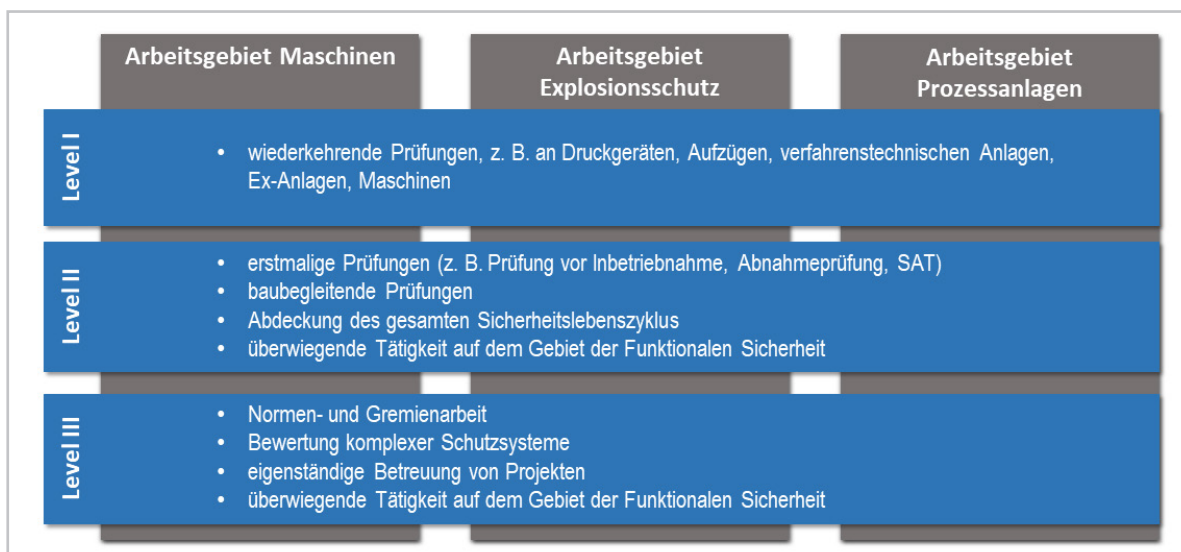 Arbeitsgebiet Maschinen
Arbeitsgebiet
Explosionsschutz
Arbeitsgebiet
Prozessanlagen
Level I
• wiederkehrende Prüfungen, z. B. an Druckgeräten, Aufzügen, verfahrenstechnischen Anlagen,
Ex-Anlagen, Maschinen
Level II
• erstmalige Prüfungen (z. B. Prüfung vor Inbetriebnahme, Abnahmeprüfung, SAT)
• baubegleitende Prüfungen
• Abdeckung des gesamten Sicherheitslebenszyklus
• überwiegende Tätigkeit auf dem Gebiet der Funktionalen Sicherheit
Level III
• Normen- und Gremienarbeit
• Bewertung komplexer Schutzsysteme
• eigenständige Betreuung von Projekten
• überwiegende Tätigkeit auf dem Gebiet der Funktionalen Sicherheit